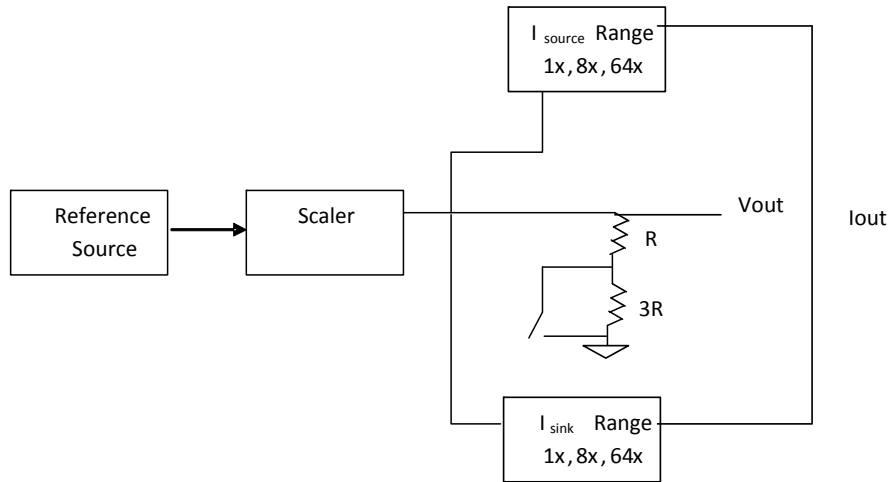 I source Range
1x, 8x, 64x
Reference
Source
Scaler
Vout
Iout
R
3R
I sink Range
1x, 8x, 64x